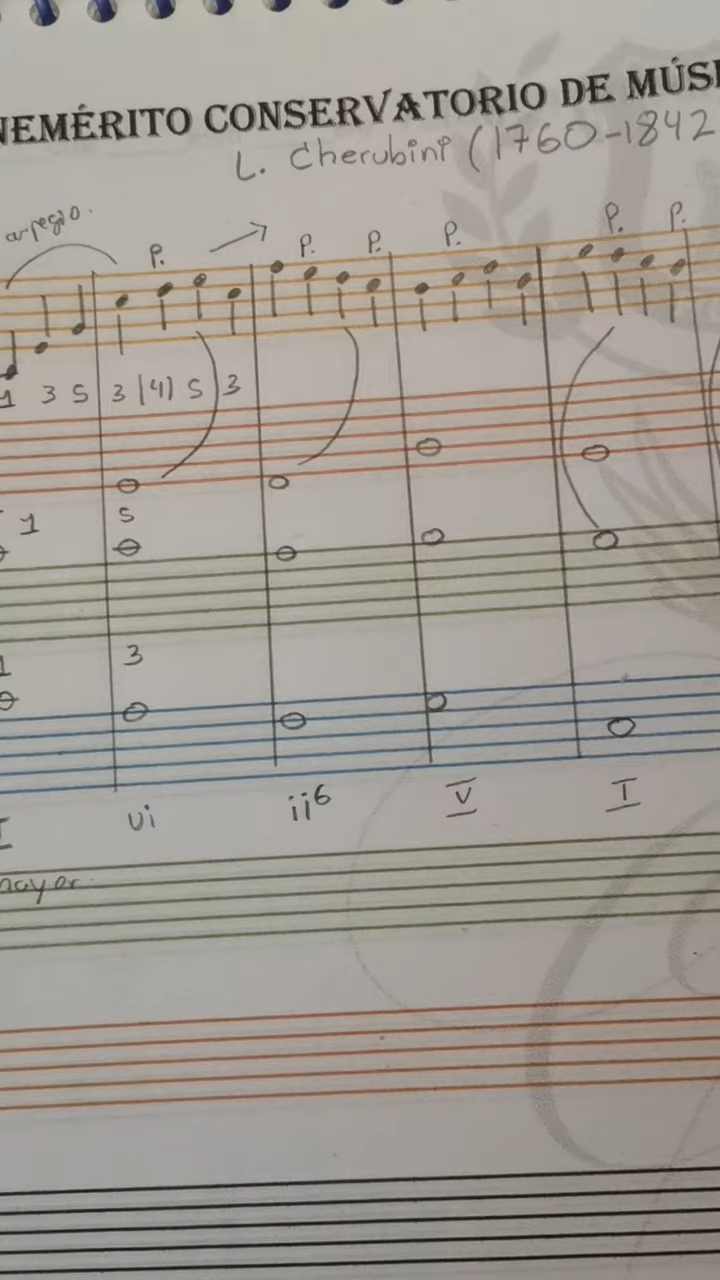 NEMÉRITO CONSERVATORIO DE MÚSI
L. Cherubini (1760-1842
arpegio.
P. P. P. P. P. P.
1 3 5 3 (4) 5 3
1 5
1 3
I vi ii6 V I
mayor